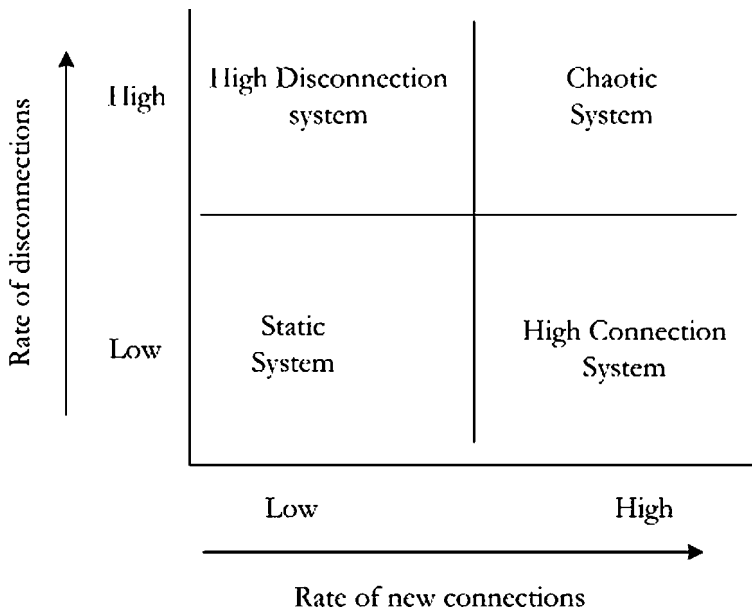 High
High Disconnection
system
Chaotic
System
Rate of disconnections
Low
Static
System
High Connection
System
Low
High
Rate of new connections